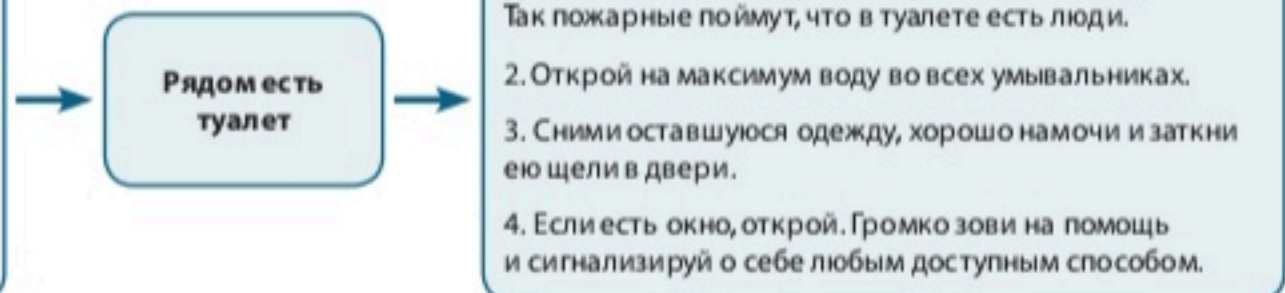 Рядом есть
туалет
Так пожарные поймут, что в туалете есть люди.
2. Открой на максимум воду во всех умывальниках.
3. Сними оставшуюся одежду, хорошо намочи и заткни
ею щели в двери.
4. Если есть окно, открой. Громко зови на помощь
и сигнализируй о себе любым доступным способом.